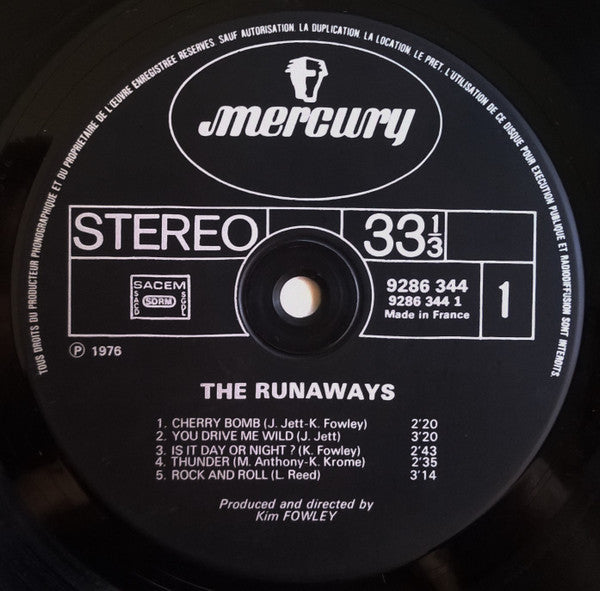 TOUS DROITS DU PRODUCTEUR PHONOGRAPHIQUE ET DU PROPRIETAIRE DE L'ŒUVRE ENREGISTREE RESERVES. SAUF AUTORISATION. LA DUPLICATION. LA LOCATION. LE PRET. L'UTILISATION DE CE DISQUE POUR EXECUTION PUBLIQUE ET RADIODIFFUSION SONT INTERDITS.
mercury
STEREO
33 1/3
SACEM
SACD
SDRM
SGDL
9286 344
9286 344 1
Made in France
1
Ⓟ 1976
THE RUNAWAYS
1. CHERRY BOMB (J. Jett-K. Fowley) 2'20
2. YOU DRIVE ME WILD (J. Jett) 3'20
3. IS IT DAY OR NIGHT ? (K. Fowley) 2'43
4. THUNDER (M. Anthony-K. Krome) 2'35
5. ROCK AND ROLL (L. Reed) 3'14
Produced and directed by
Kim FOWLEY